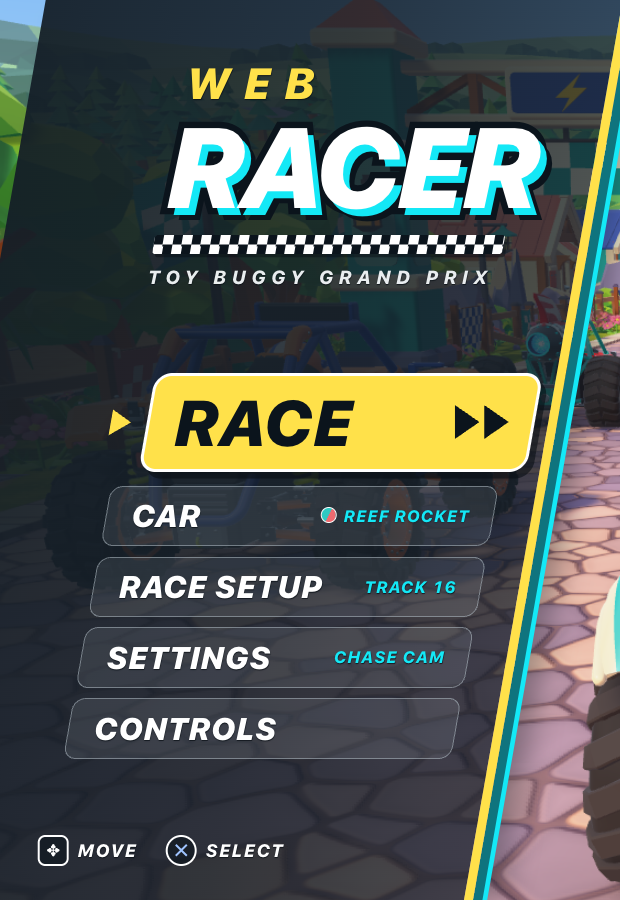 WEB
RACER
TOY BUGGY GRAND PRIX
RACE
CAR REEF ROCKET
RACE SETUP TRACK 16
SETTINGS CHASE CAM
CONTROLS
MOVE SELECT